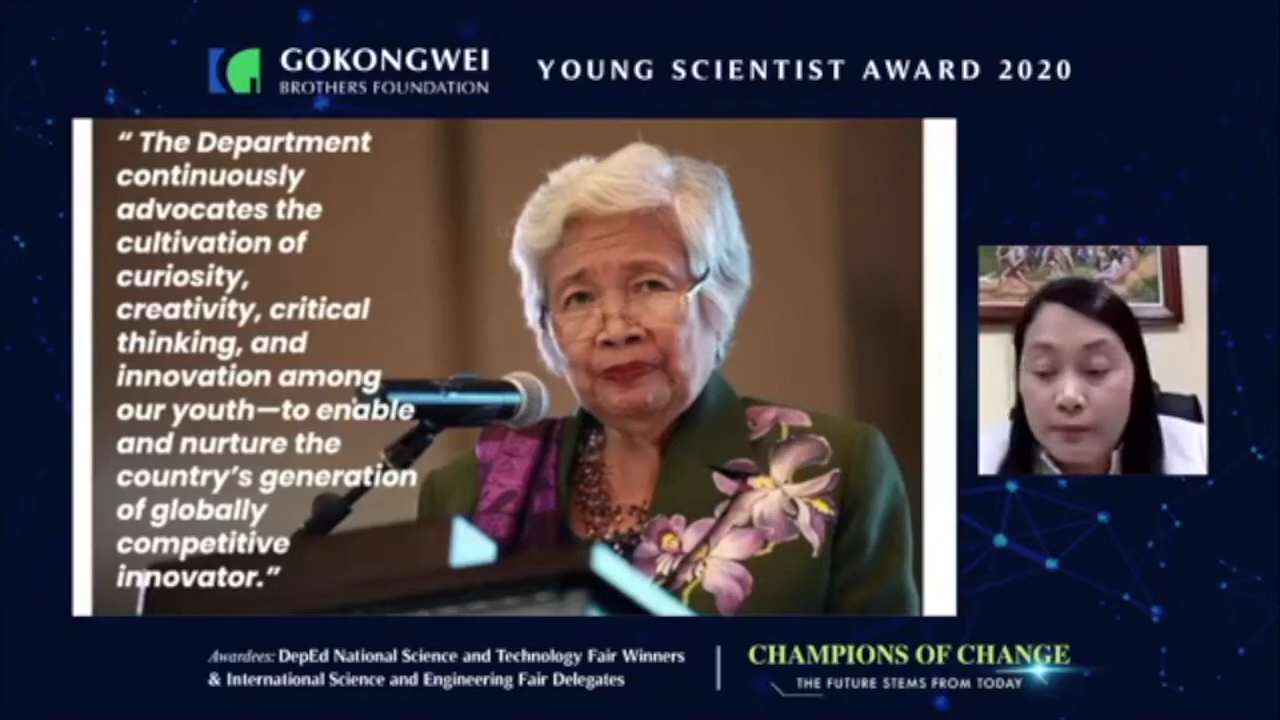 GOKONGWEI
BROTHERS FOUNDATION
YOUNG SCIENTIST AWARD 2020
“ The Department
continuously
advocates the
cultivation of
curiosity,
creativity, critical
thinking, and
innovation among
our youth—to enable
and nurture the
country’s generation
of globally
competitive
innovator.”
Awardees: DepEd National Science and Technology Fair Winners
& International Science and Engineering Fair Delegates
CHAMPIONS OF CHANGE
THE FUTURE STEMS FROM TODAY